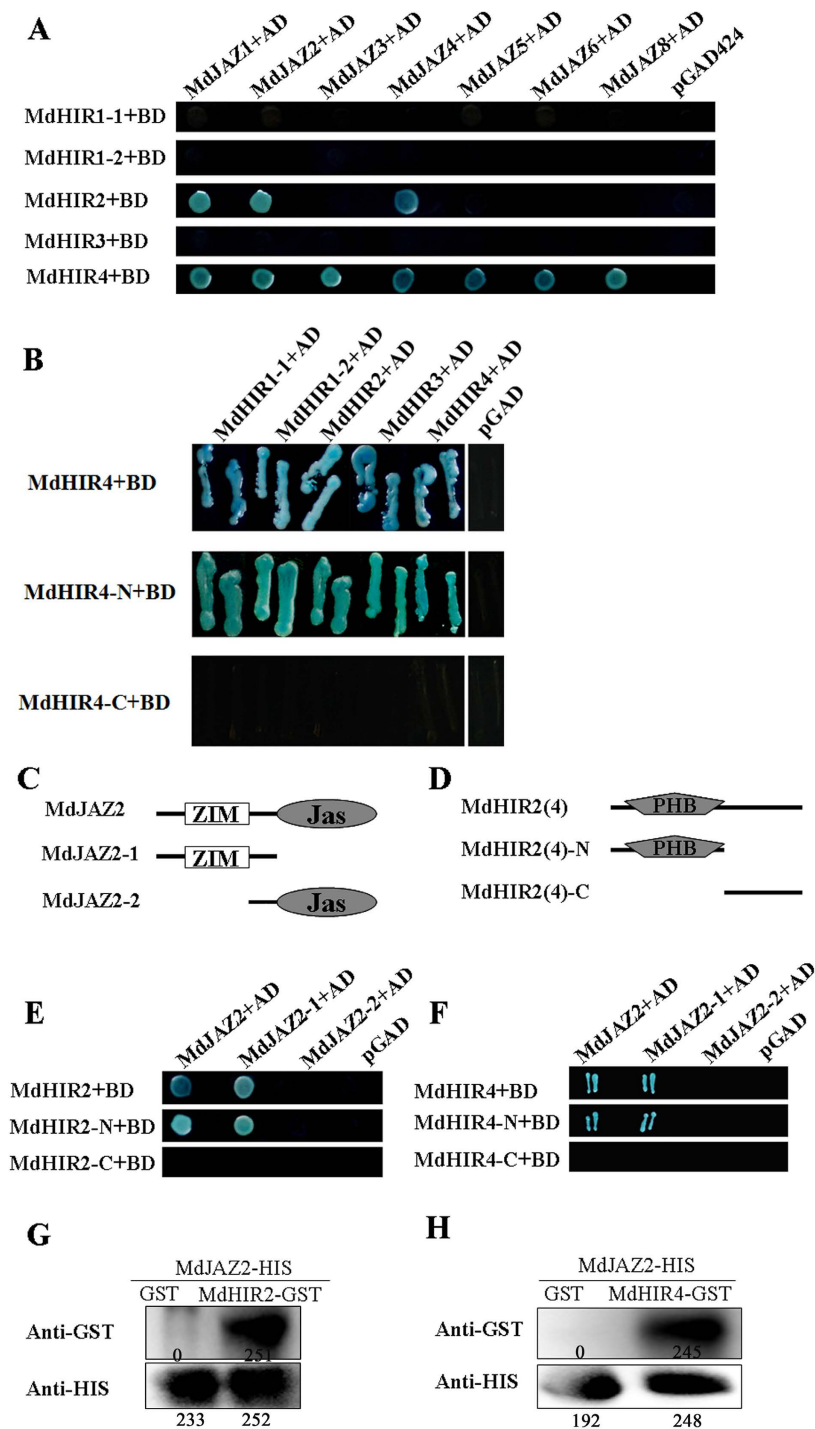 A
MdJAZ1+AD
MdJAZ2+AD
MdJAZ3+AD
MdJAZ4+AD
MdJAZ5+AD
MdJAZ6+AD
MdJAZ8+AD
pGAD424
MdHIR1-1+BD
MdHIR1-2+BD
MdHIR2+BD
MdHIR3+BD
MdHIR4+BD
B
MdHIR1-1+AD
MdHIR1-2+AD
MdHIR2+AD
MdHIR3+AD
MdHIR4+AD
pGAD
MdHIR4+BD
MdHIR4-N+BD
MdHIR4-C+BD
C
MdJAZ2
ZIM
Jas
MdJAZ2-1
ZIM
MdJAZ2-2
Jas
D
MdHIR2(4)
PHB
MdHIR2(4)-N
PHB
MdHIR2(4)-C
E
MdJAZ2+AD
MdJAZ2-1+AD
MdJAZ2-2+AD
pGAD
MdHIR2+BD
MdHIR2-N+BD
MdHIR2-C+BD
F
MdJAZ2+AD
MdJAZ2-1+AD
MdJAZ2-2+AD
pGAD
MdHIR4+BD
MdHIR4-N+BD
MdHIR4-C+BD
G
MdJAZ2-HIS
GST MdHIR2-GST
Anti-GST
0 251
Anti-HIS
233 252
H
MdJAZ2-HIS
GST MdHIR4-GST
Anti-GST
0 245
Anti-HIS
192 248